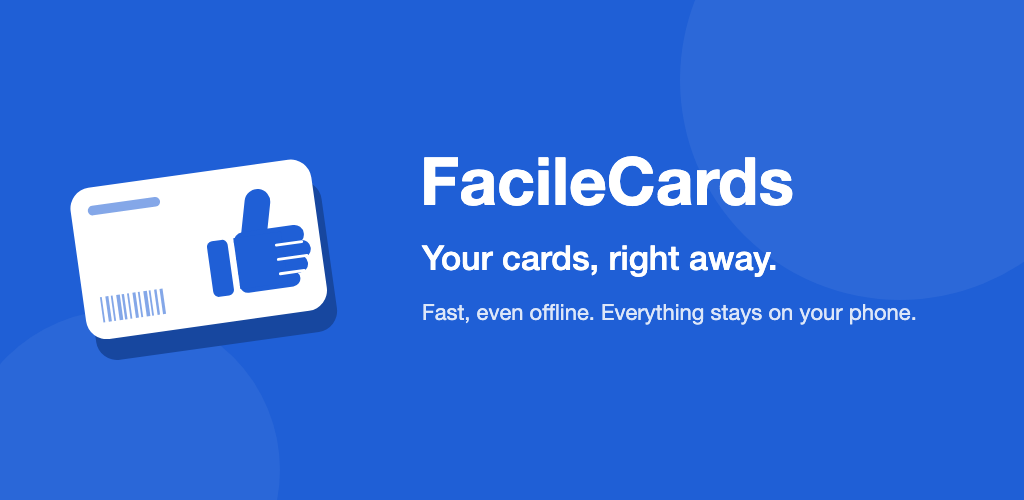 FacileCards
Your cards, right away.
Fast, even offline. Everything stays on your phone.